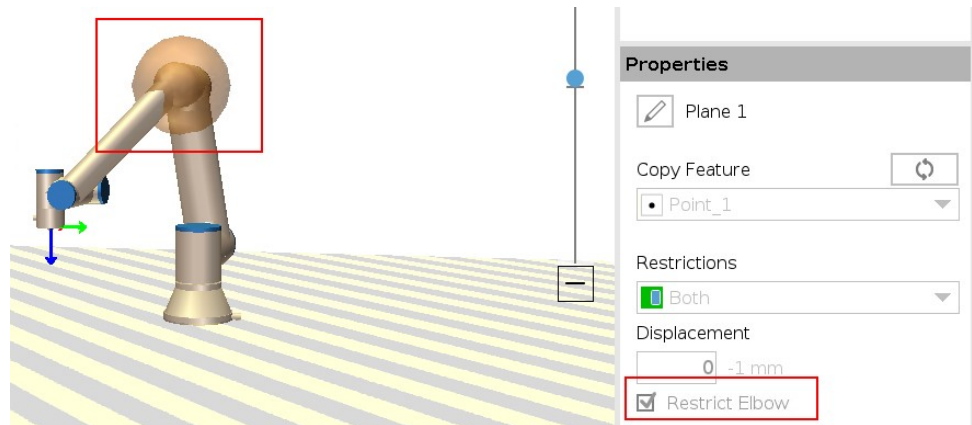 Properties
Plane 1
Copy Feature
Point_1
Restrictions
Both
Displacement
0 -1 mm
Restrict Elbow